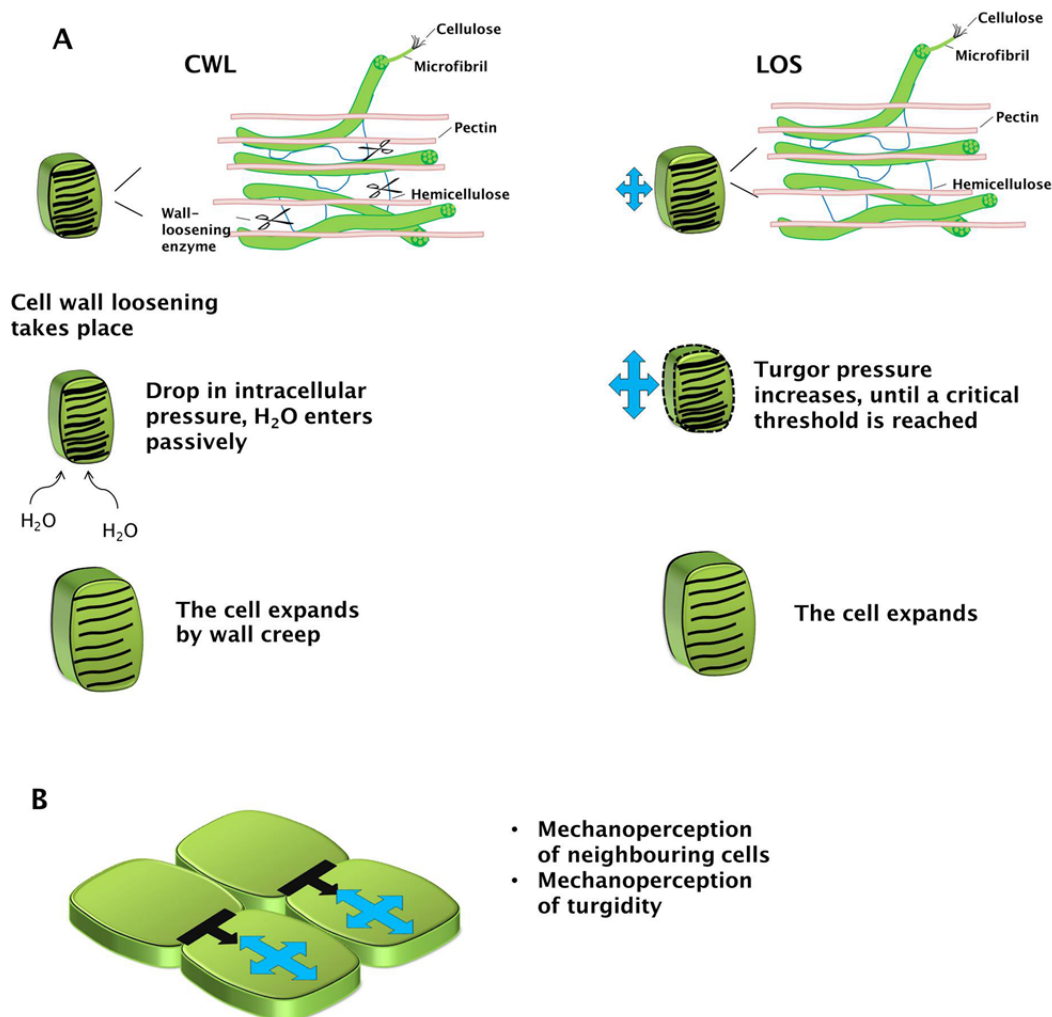 A
CWL
Cellulose
Microfibril
Pectin
Hemicellulose
Wall-
loosening
enzyme
LOS
Cellulose
Microfibril
Pectin
Hemicellulose
Cell wall loosening
takes place
Drop in intracellular
pressure, H₂O enters
passively
H₂O
H₂O
The cell expands
by wall creep
Turgor pressure
increases, until a critical
threshold is reached
The cell expands
B
• Mechanoperception
of neighbouring cells
• Mechanoperception
of turgidity